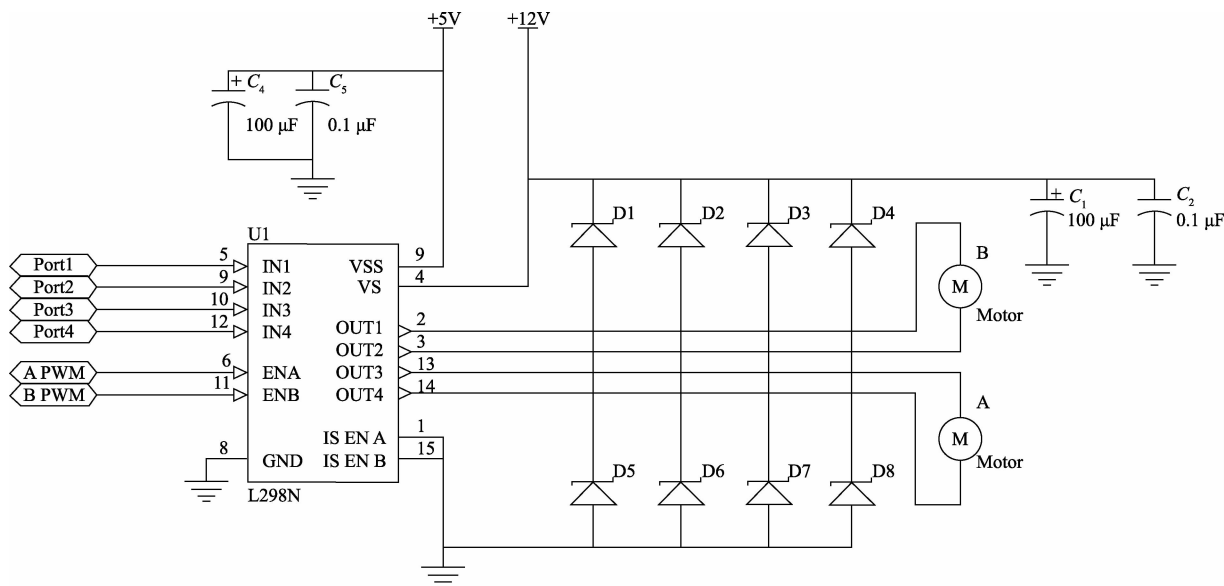 +5V
+12V
+ C4
C5
100 µF
0.1 µF
D1
D2
D3
D4
+ C1
100 µF
C2
0.1 µF
U1
Port1
5
IN1
VSS
9
Port2
9
IN2
VS
4
Port3
10
IN3
Port4
12
IN4
OUT1
2
OUT2
3
A PWM
6
ENA
OUT3
13
B PWM
11
ENB
OUT4
14
B
M
Motor
A
M
Motor
IS EN A
1
8
GND
IS EN B
15
L298N
D5
D6
D7
D8